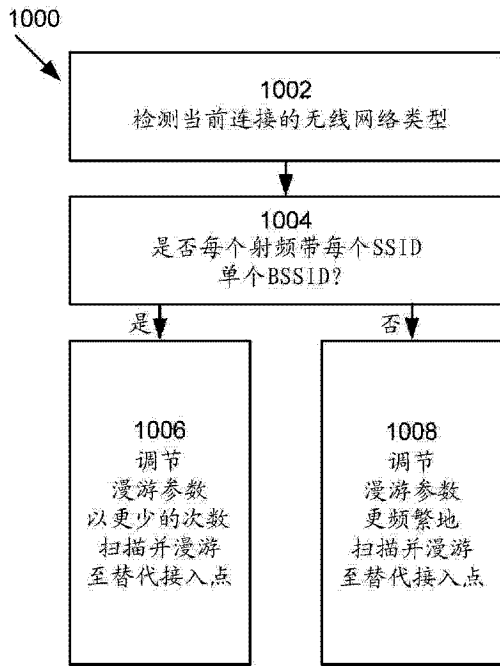 1000
1002
检测当前连接的无线网络类型
1004
是否每个射频带每个SSID
单个BSSID?
是
否
1006
调节
漫游参数
以更少的次数
扫描并漫游
至替代接入点
1008
调节
漫游参数
更频繁地
扫描并漫游
至替代接入点